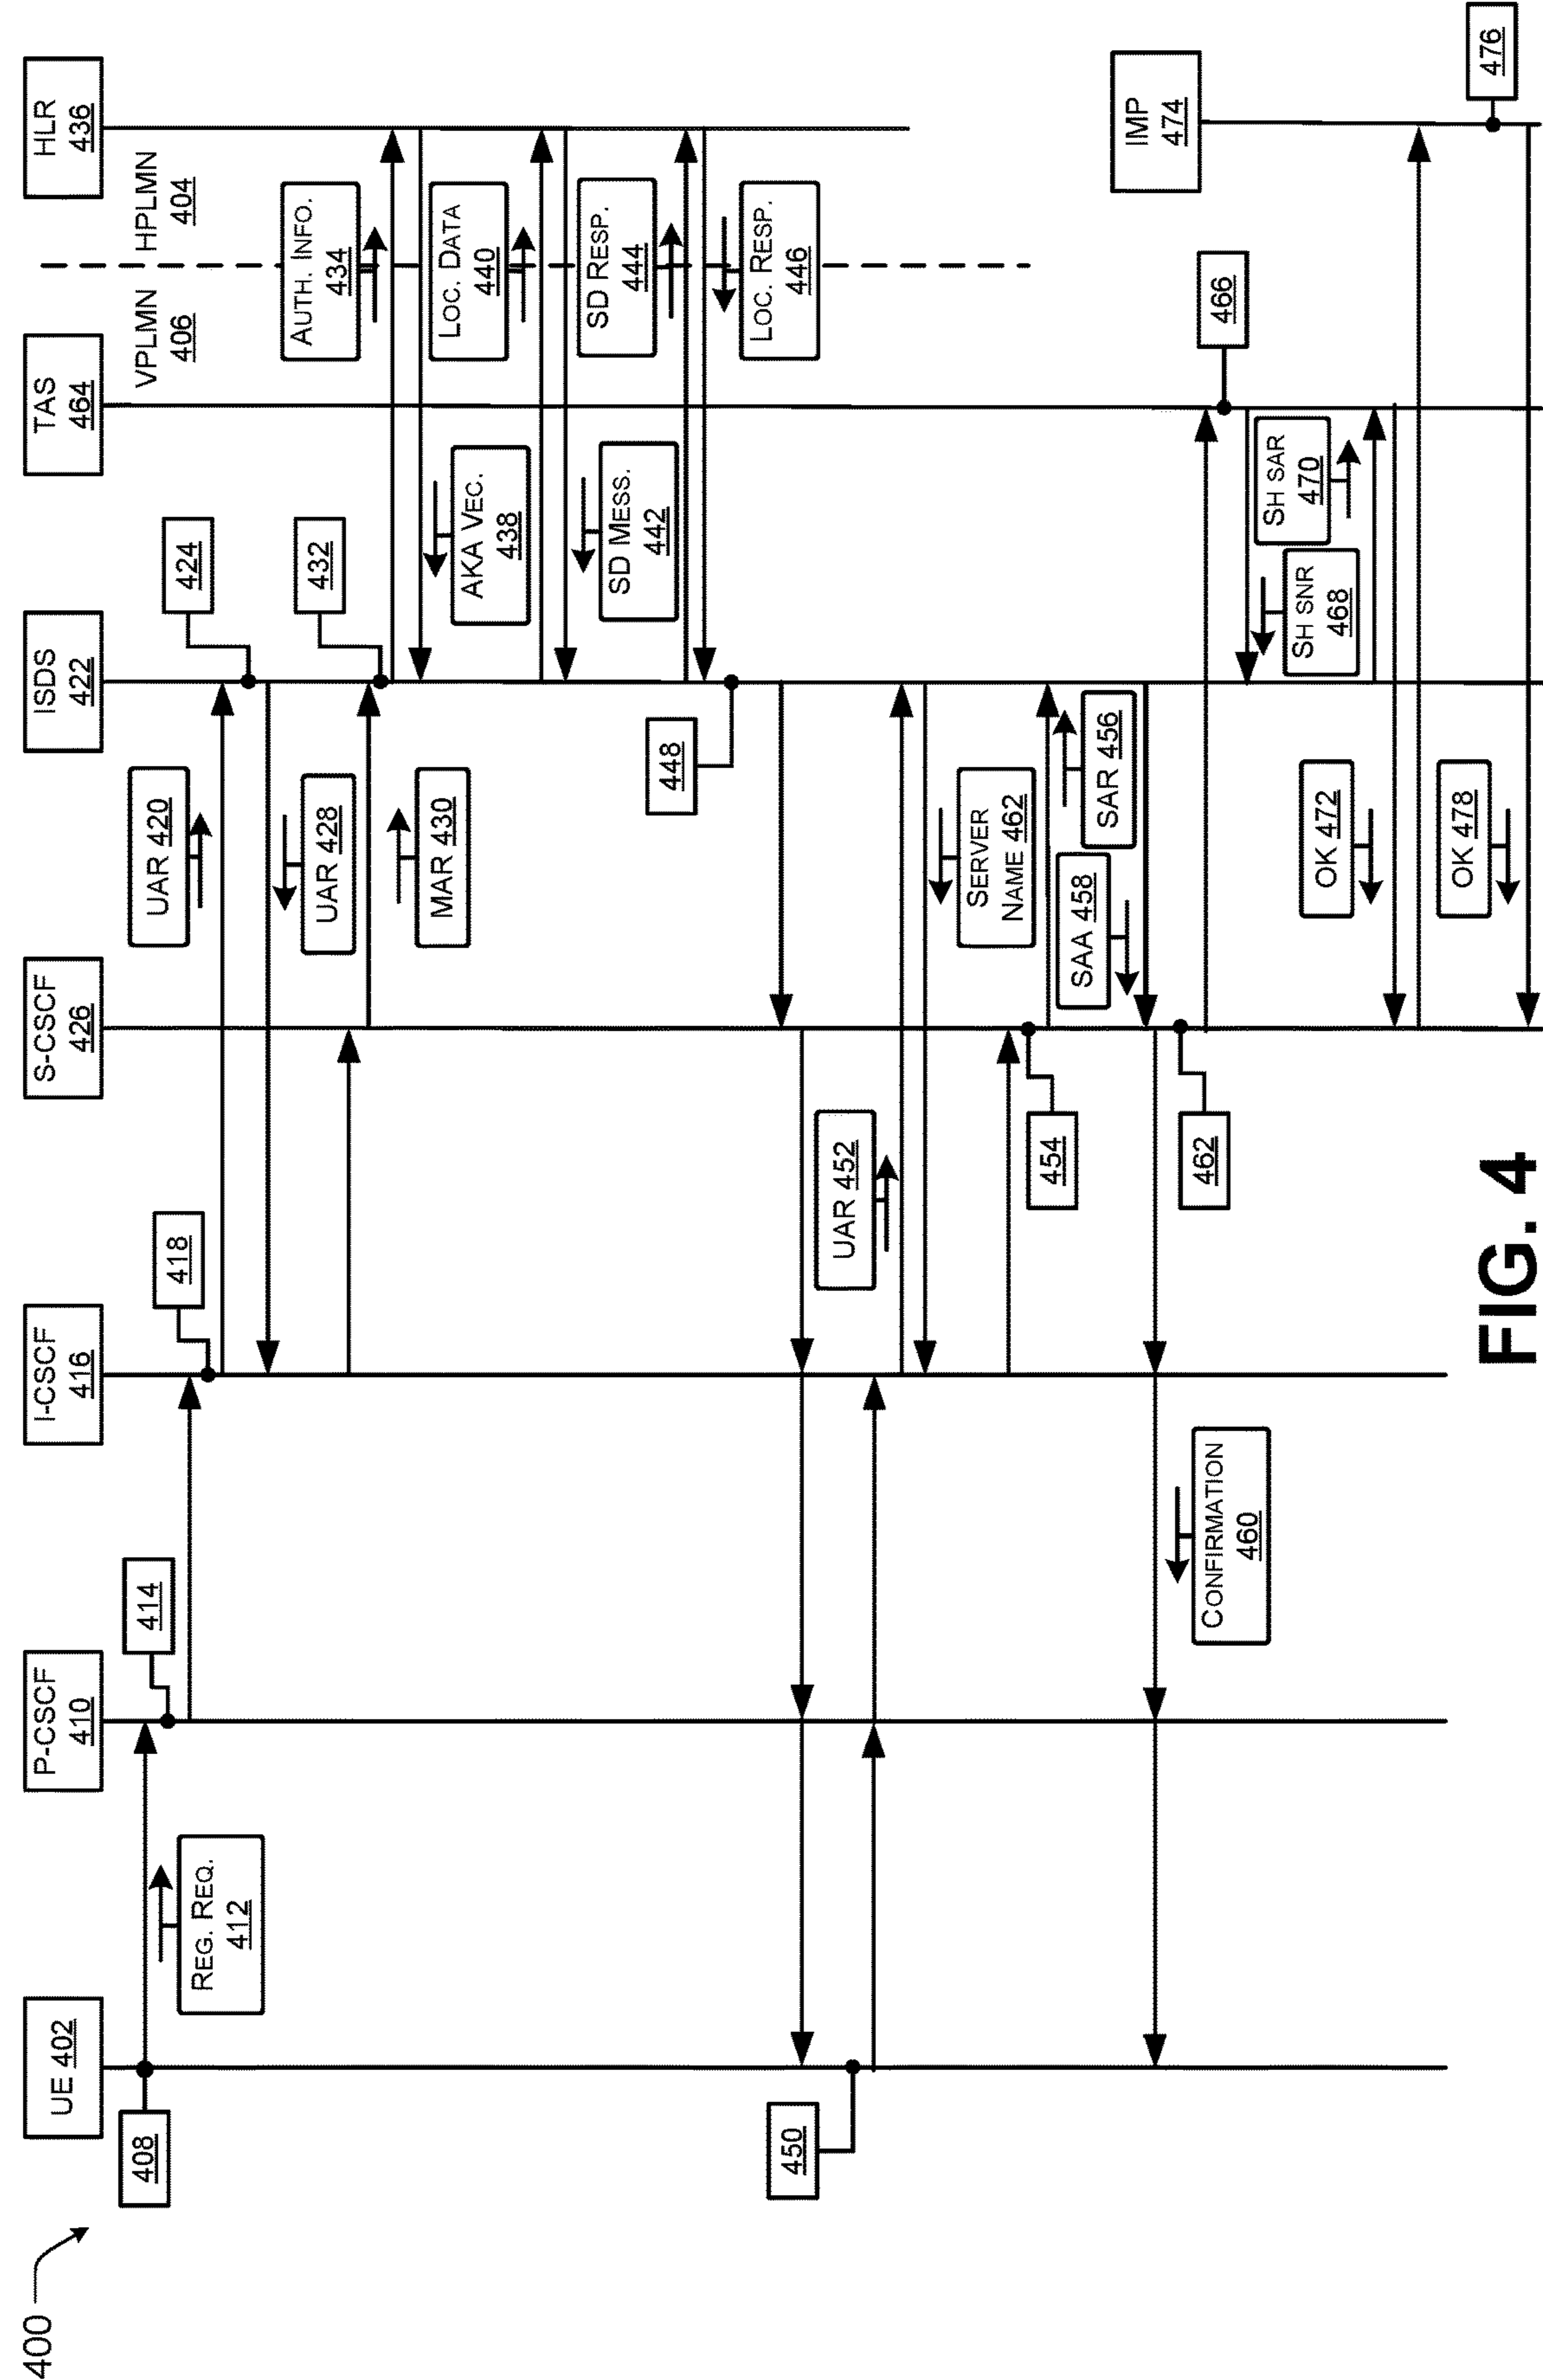 400
UE 402
P-CSCF
410
I-CSCF
416
S-CSCF
426
ISDS
422
TAS
464
HLR
436
VPLMN
406
HPLMN
404
408
REG. REQ.
412
414
418
UAR 420
424
UAR 428
432
MAR 430
AUTH. INFO.
434
AKA VEC.
438
LOC. DATA
440
SD MESS.
442
SD RESP.
444
LOC. RESP.
446
448
450
UAR 452
SERVER
NAME 462
454
SAR 456
SAA 458
CONFIRMATION
460
462
466
SH SNR
468
SH SAR
470
OK 472
IMP
474
476
OK 478
FIG. 4